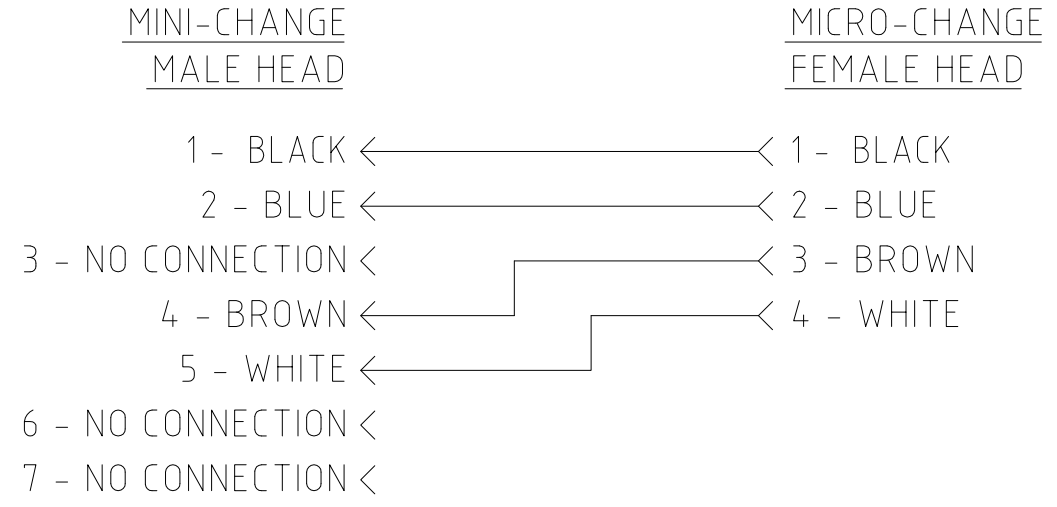 MINI-CHANGE
MALE HEAD
1 - BLACK
2 - BLUE
3 - NO CONNECTION
4 - BROWN
5 - WHITE
6 - NO CONNECTION
7 - NO CONNECTION
MICRO-CHANGE
FEMALE HEAD
1 - BLACK
2 - BLUE
3 - BROWN
4 - WHITE